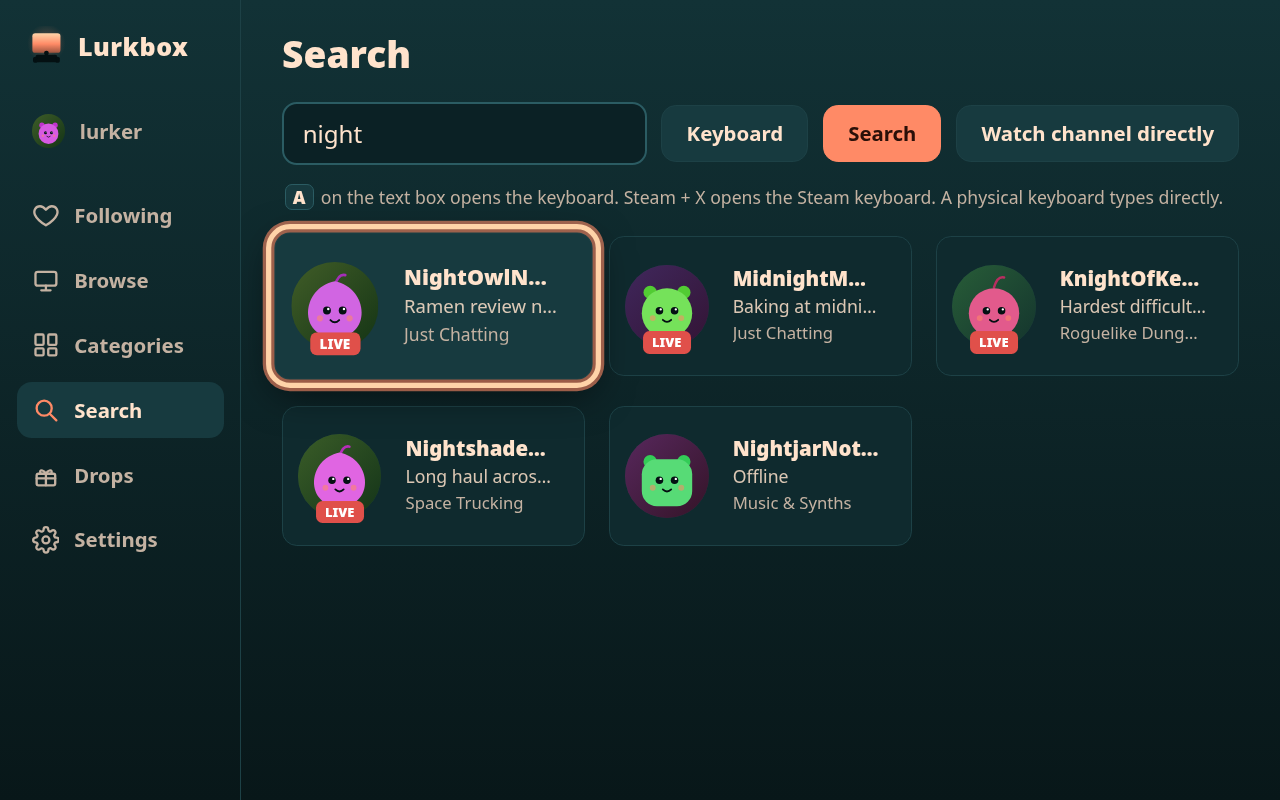 Lurkbox
lurker
Following
Browse
Categories
Search
Drops
Settings
Search
night
Keyboard
Search
Watch channel directly
A on the text box opens the keyboard. Steam + X opens the Steam keyboard. A physical keyboard types directly.
NightOwlN...
Ramen review n...
Just Chatting
LIVE
MidnightM...
Baking at midni...
Just Chatting
LIVE
KnightOfKe...
Hardest difficult...
Roguelike Dung...
LIVE
Nightshade...
Long haul acros...
Space Trucking
LIVE
NightjarNot...
Offline
Music & Synths